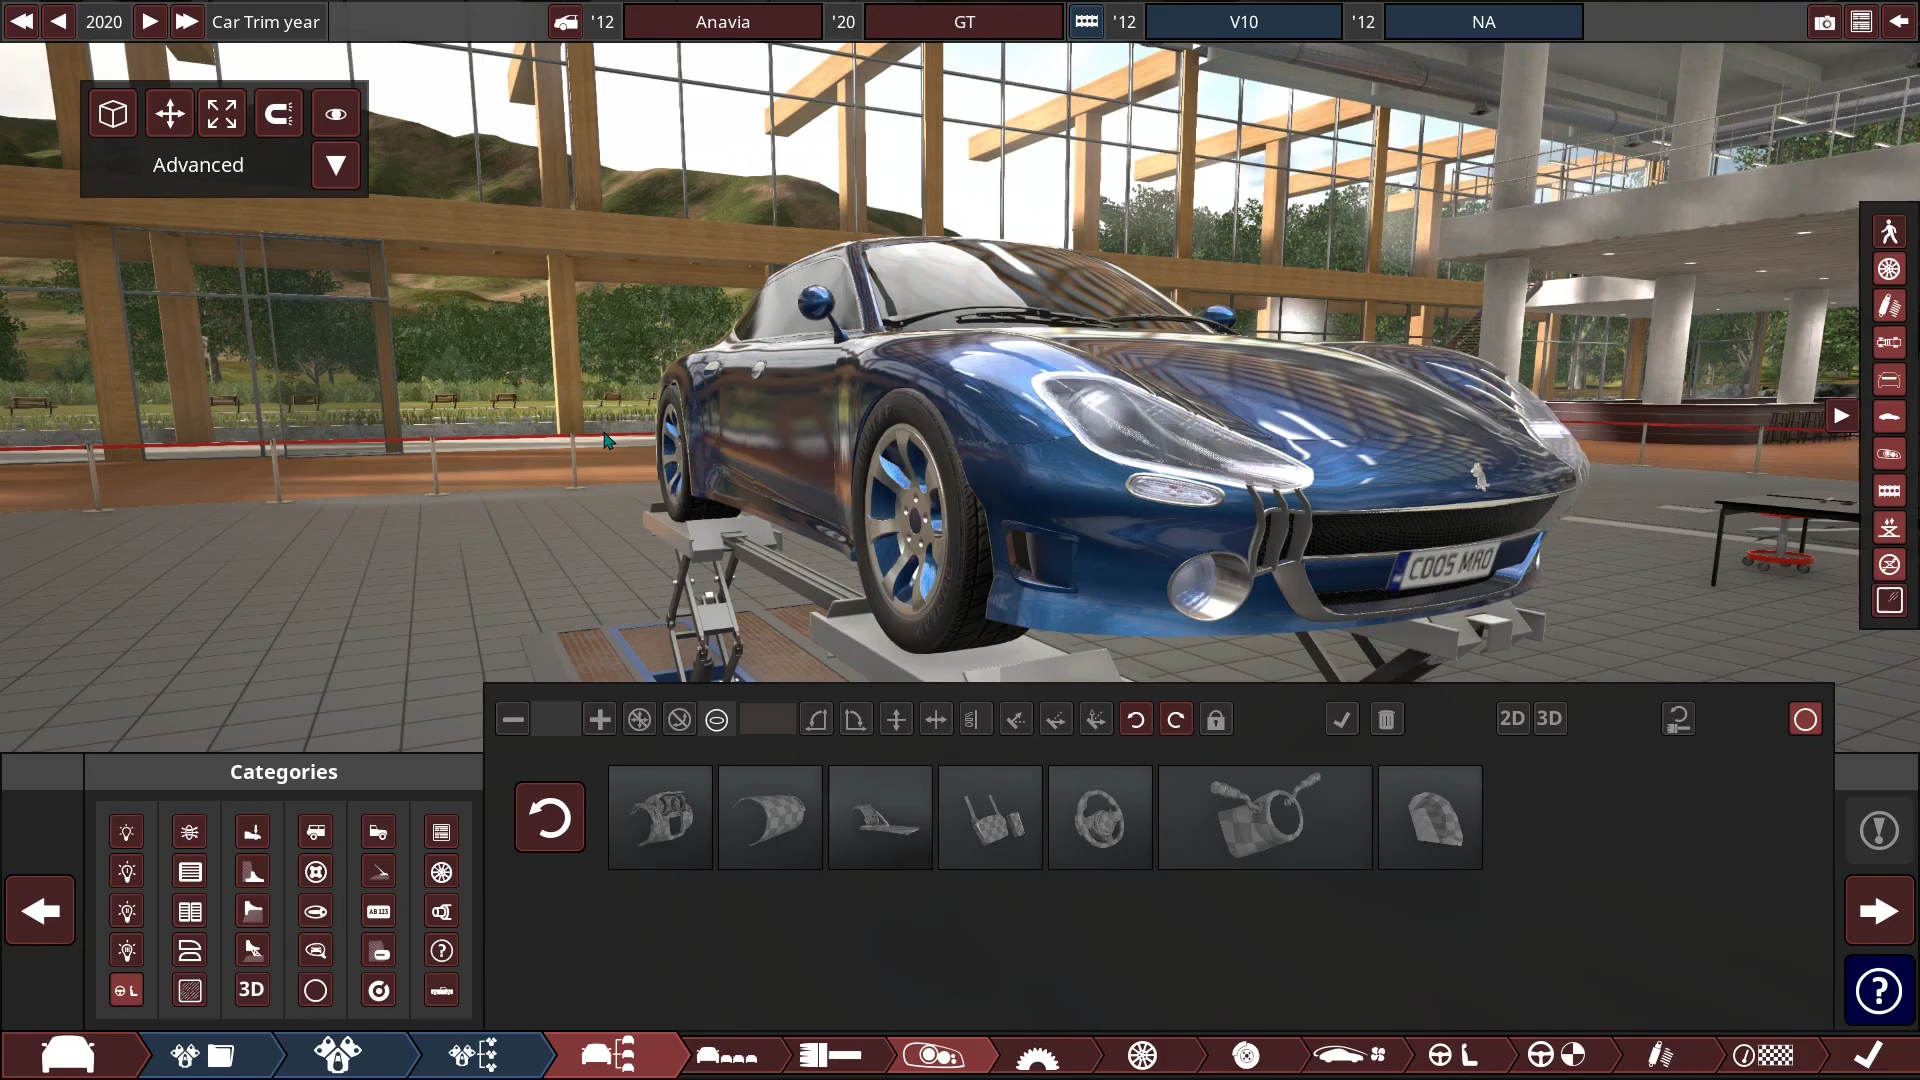 2020 Car Trim year '12 Anavia '20 GT '12 V10 '12 NA
Advanced
CD05 MRO
2D 3D
Categories
AB 123
3D